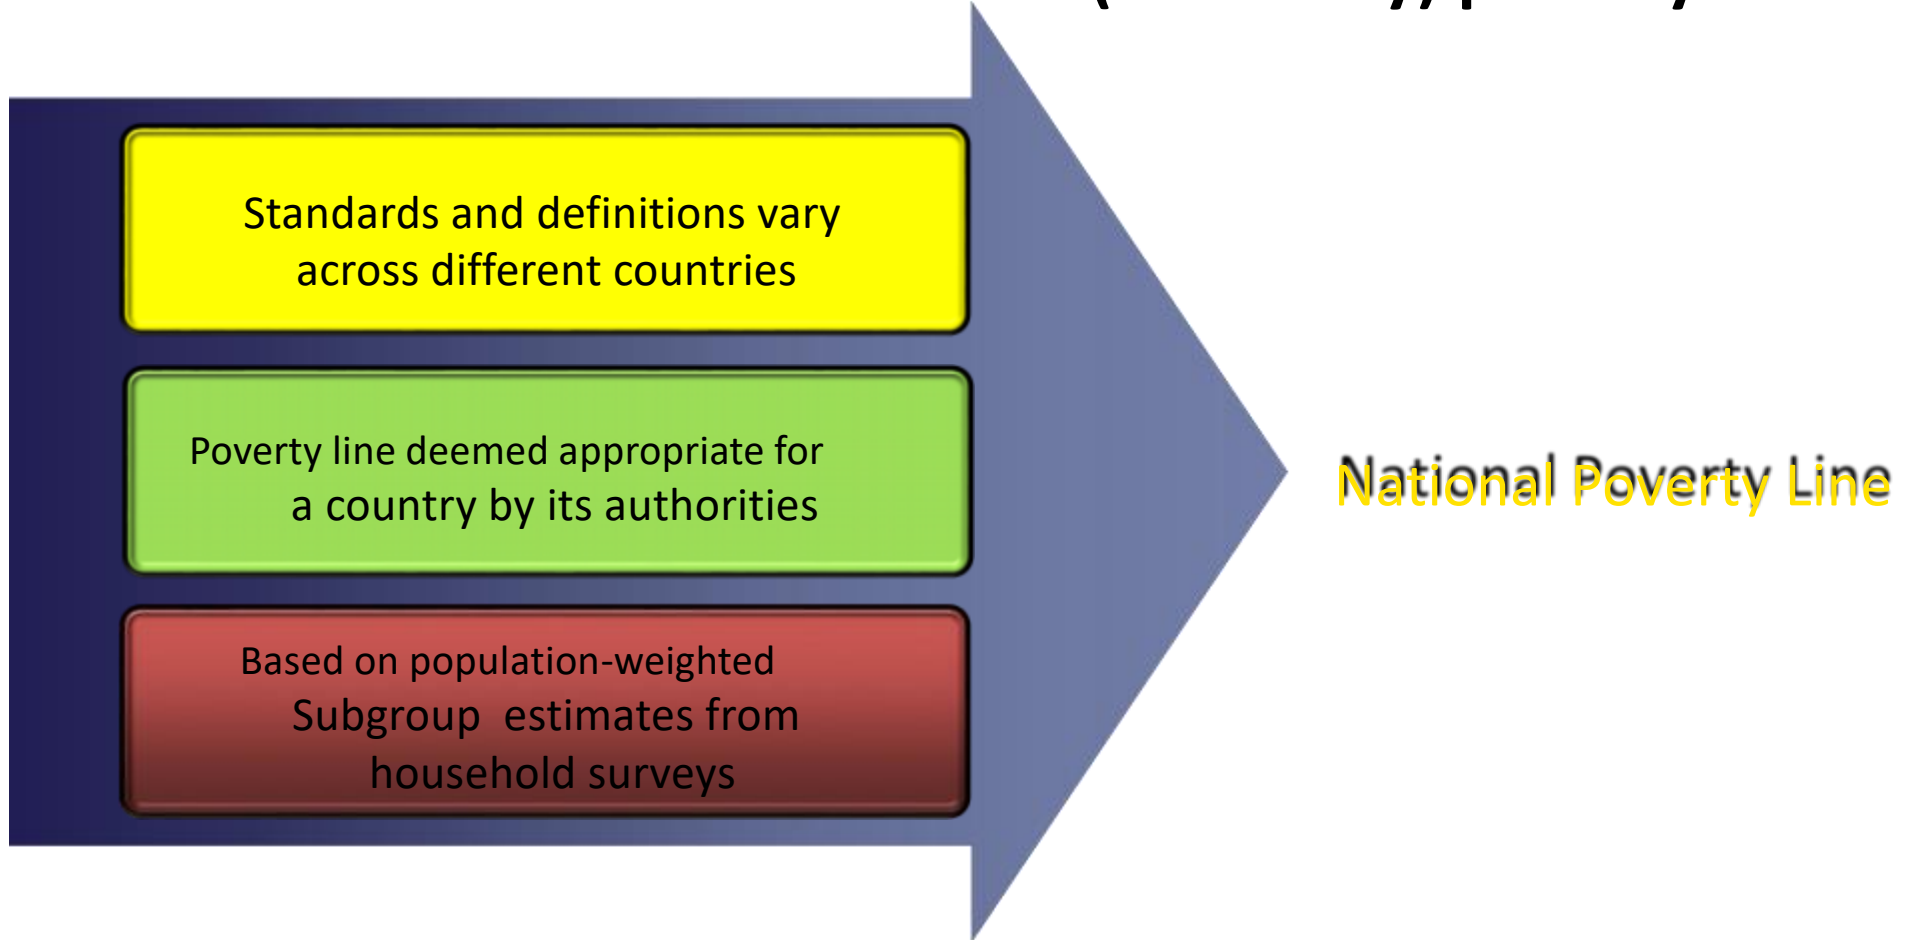 Standards and definitions vary
across different countries
Poverty line deemed appropriate for
a country by its authorities
National Poverty Line
Based on population-weighted
Subgroup estimates from
household surveys